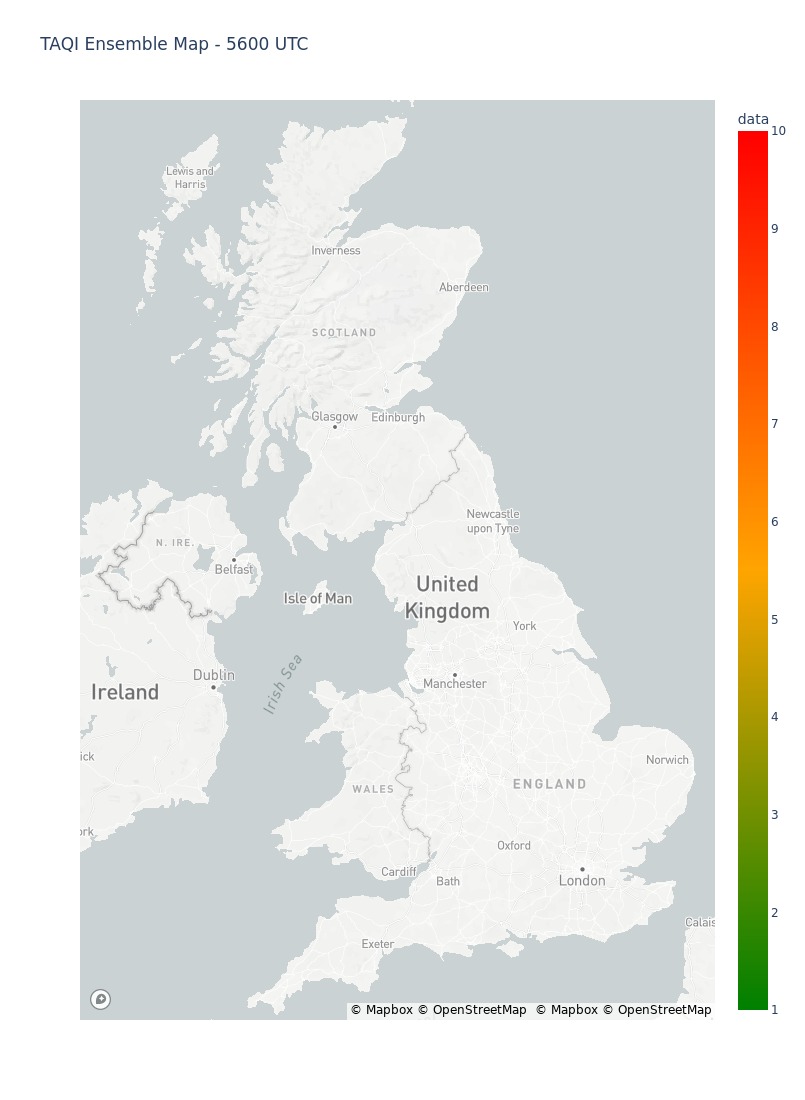 TAQI Ensemble Map - 5600 UTC
data
10
9
8
7
6
5
4
3
2
1
Lewis and
Harris
Inverness
Aberdeen
SCOTLAND
Glasgow
Edinburgh
Newcastle
upon Tyne
N. IRE.
Belfast
Isle of Man
United
Kingdom
York
Irish Sea
Dublin
Manchester
Ireland
ick
Norwich
WALES
ENGLAND
ork
Oxford
Cardiff
Bath
London
Calais
Exeter
© Mapbox © OpenStreetMap © Mapbox © OpenStreetMap